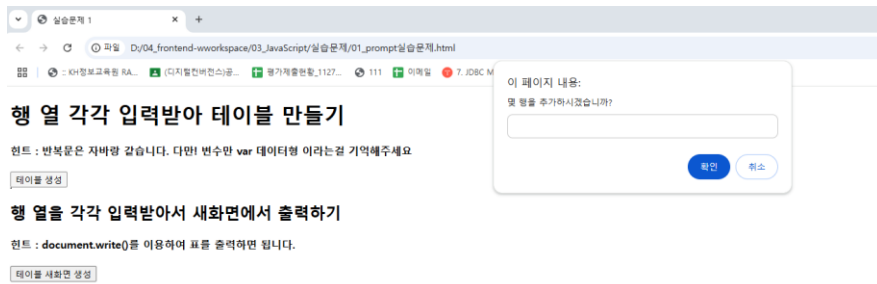 실습문제 1
파일 D:/04_frontend-wworkspace/03_JavaScript/실습문제/01_prompt실습문제.html
:: KH정보교육원 RA... (디지털컨버전스)공... 평가제출현황_1127... 111 이메일 7. JDBC M
이 페이지 내용:
몇 행을 추가하시겠습니까?
확인 취소
행 열 각각 입력받아 테이블 만들기
힌트 : 반복문은 자바랑 같습니다. 다만! 변수만 var 데이터형 이라는걸 기억해주세요
테이블 생성
행 열을 각각 입력받아서 새화면에서 출력하기
힌트 : document.write()를 이용하여 표를 출력하면 됩니다.
테이블 새화면 생성